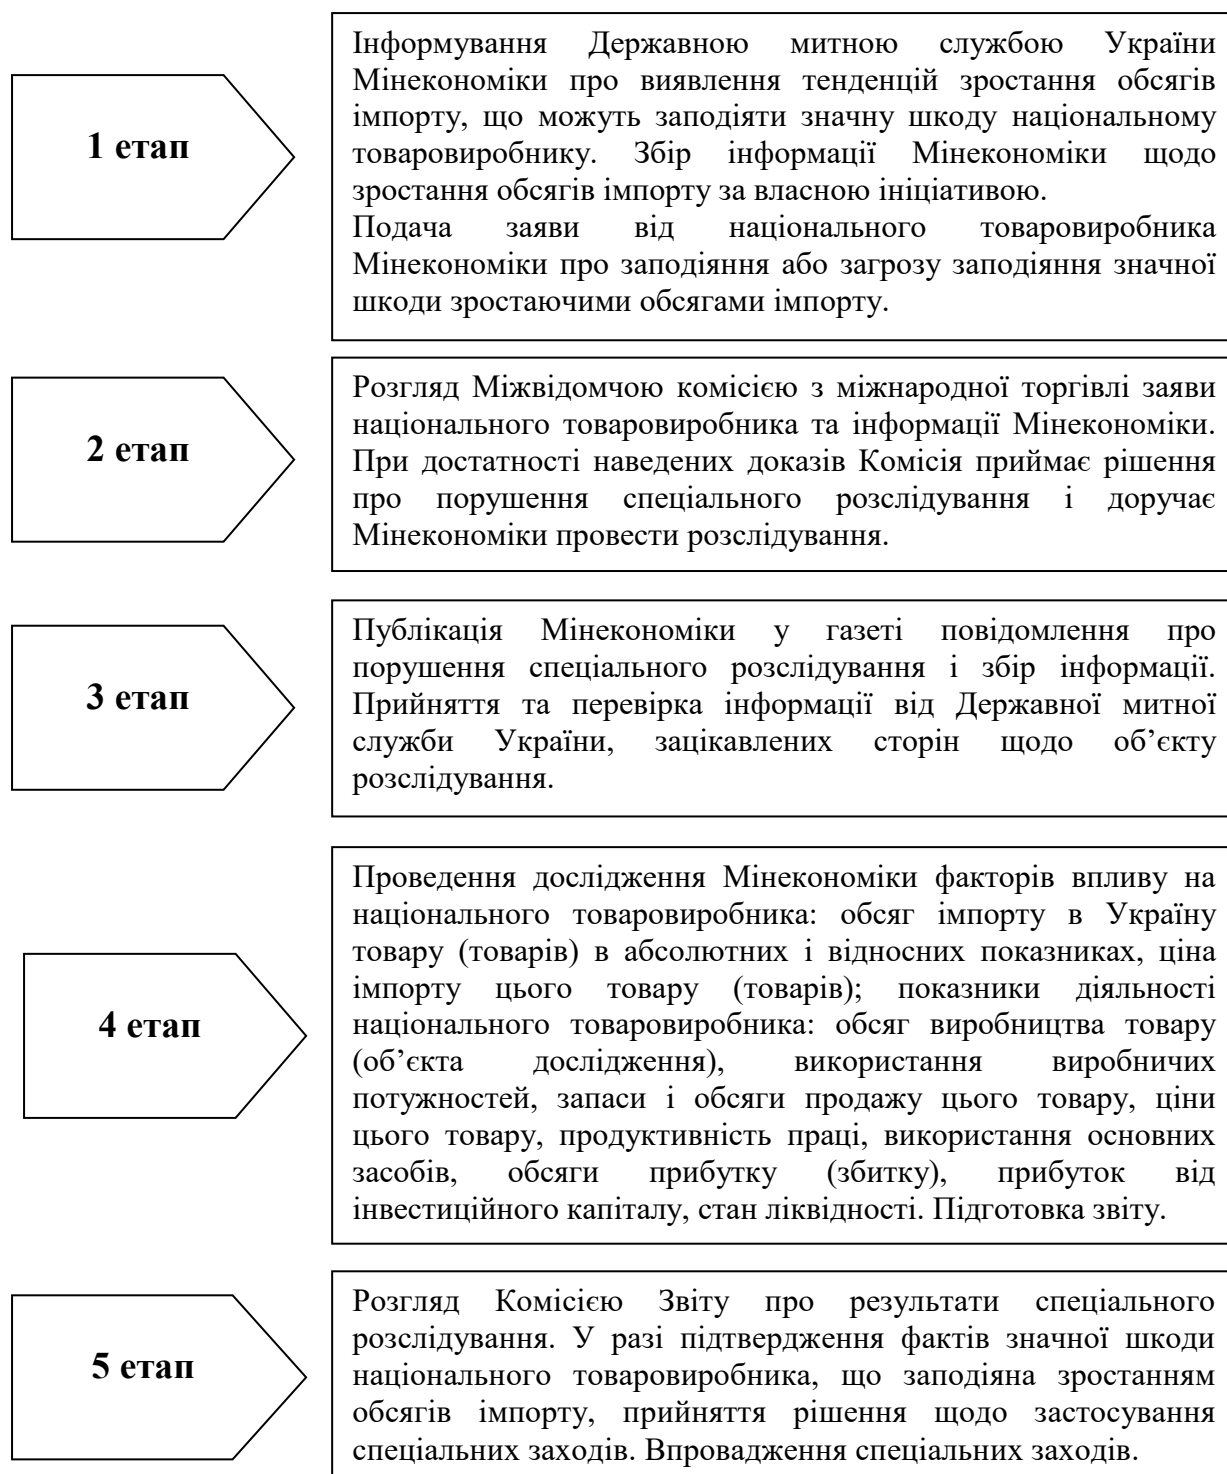 Інформування Державною митною службою України
Мінекономіки про виявлення тенденцій зростання обсягів
імпорту, що можуть заподіяти значну шкоду національному
товаровиробнику. Збір інформації Мінекономіки щодо
зростання обсягів імпорту за власною ініціативою.
Подача заяви від національного товаровиробника
Мінекономіки про заподіяння або загрозу заподіяння значної
шкоди зростаючими обсягами імпорту.
1 етап
Розгляд Міжвідомчою комісією з міжнародної торгівлі заяви
національного товаровиробника та інформації Мінекономіки.
При достатності наведених доказів Комісія приймає рішення
про порушення спеціального розслідування і доручає
Мінекономіки провести розслідування.
2 етап
Публікація Мінекономіки у газеті повідомлення про
порушення спеціального розслідування і збір інформації.
Прийняття та перевірка інформації від Державної митної
служби України, зацікавлених сторін щодо об’єкту
розслідування.
3 етап
Проведення дослідження Мінекономіки факторів впливу на
національного товаровиробника: обсяг імпорту в Україну
товару (товарів) в абсолютних і відносних показниках, ціна
імпорту цього товару (товарів); показники діяльності
національного товаровиробника: обсяг виробництва товару
(об’єкта дослідження), використання виробничих
потужностей, запаси і обсяги продажу цього товару, ціни
цього товару, продуктивність праці, використання основних
засобів, обсяги прибутку (збитку), прибуток від
інвестиційного капіталу, стан ліквідності. Підготовка звіту.
4 етап
Розгляд Комісією Звіту про результати спеціального
розслідування. У разі підтвердження фактів значної шкоди
національного товаровиробника, що заподіяна зростанням
обсягів імпорту, прийняття рішення щодо застосування
спеціальних заходів. Впровадження спеціальних заходів.
5 етап